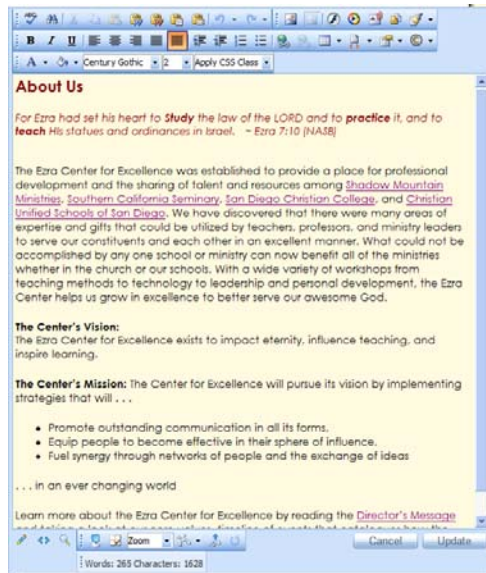 B I U
A Century Gothic 2 Apply CSS Class
About Us
For Ezra had set his heart to Study the law of the LORD and to practice it, and to
teach His statues and ordinances in Israel. ~ Ezra 7:10 (NASB)
The Ezra Center for Excellence was established to provide a place for professional
development and the sharing of talent and resources among Shadow Mountain
Ministries, Southern California Seminary, San Diego Christian College, and Christian
Unified Schools of San Diego. We have discovered that there were many areas of
expertise and gifts that could be utilized by teachers, professors, and ministry leaders
to serve our constituents and each other in an excellent manner. What could not be
accomplished by any one school or ministry can now benefit all of the ministries
whether in the church or our schools. With a wide variety of workshops from
teaching methods to technology to leadership and personal development, the Ezra
Center helps us grow in excellence to better serve our awesome God.
The Center's Vision:
The Ezra Center for Excellence exists to impact eternity, influence teaching, and
inspire learning.
The Center's Mission: The Center for Excellence will pursue its vision by implementing
strategies that will . . .
• Promote outstanding communication in all its forms.
• Equip people to become effective in their sphere of influence.
• Fuel synergy through networks of people and the exchange of ideas
. . . in an ever changing world
Learn more about the Ezra Center for Excellence by reading the Director's Message
Zoom Cancel Update
Words: 265 Characters: 1628